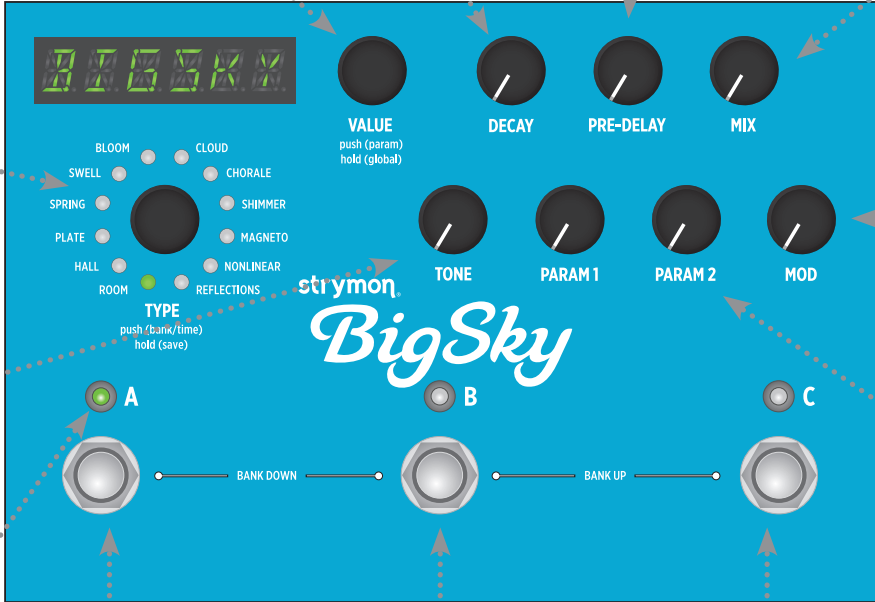 BIGSKY
VALUE
push (param)
hold (global)
DECAY
PRE-DELAY
MIX
BLOOM
CLOUD
SWELL
CHORALE
SPRING
SHIMMER
PLATE
MAGNETO
HALL
NONLINEAR
ROOM
REFLECTIONS
TYPE
push (bank/time)
hold (save)
TONE
PARAM 1
PARAM 2
MOD
strymon®
BigSky
A
B
C
BANK DOWN
BANK UP